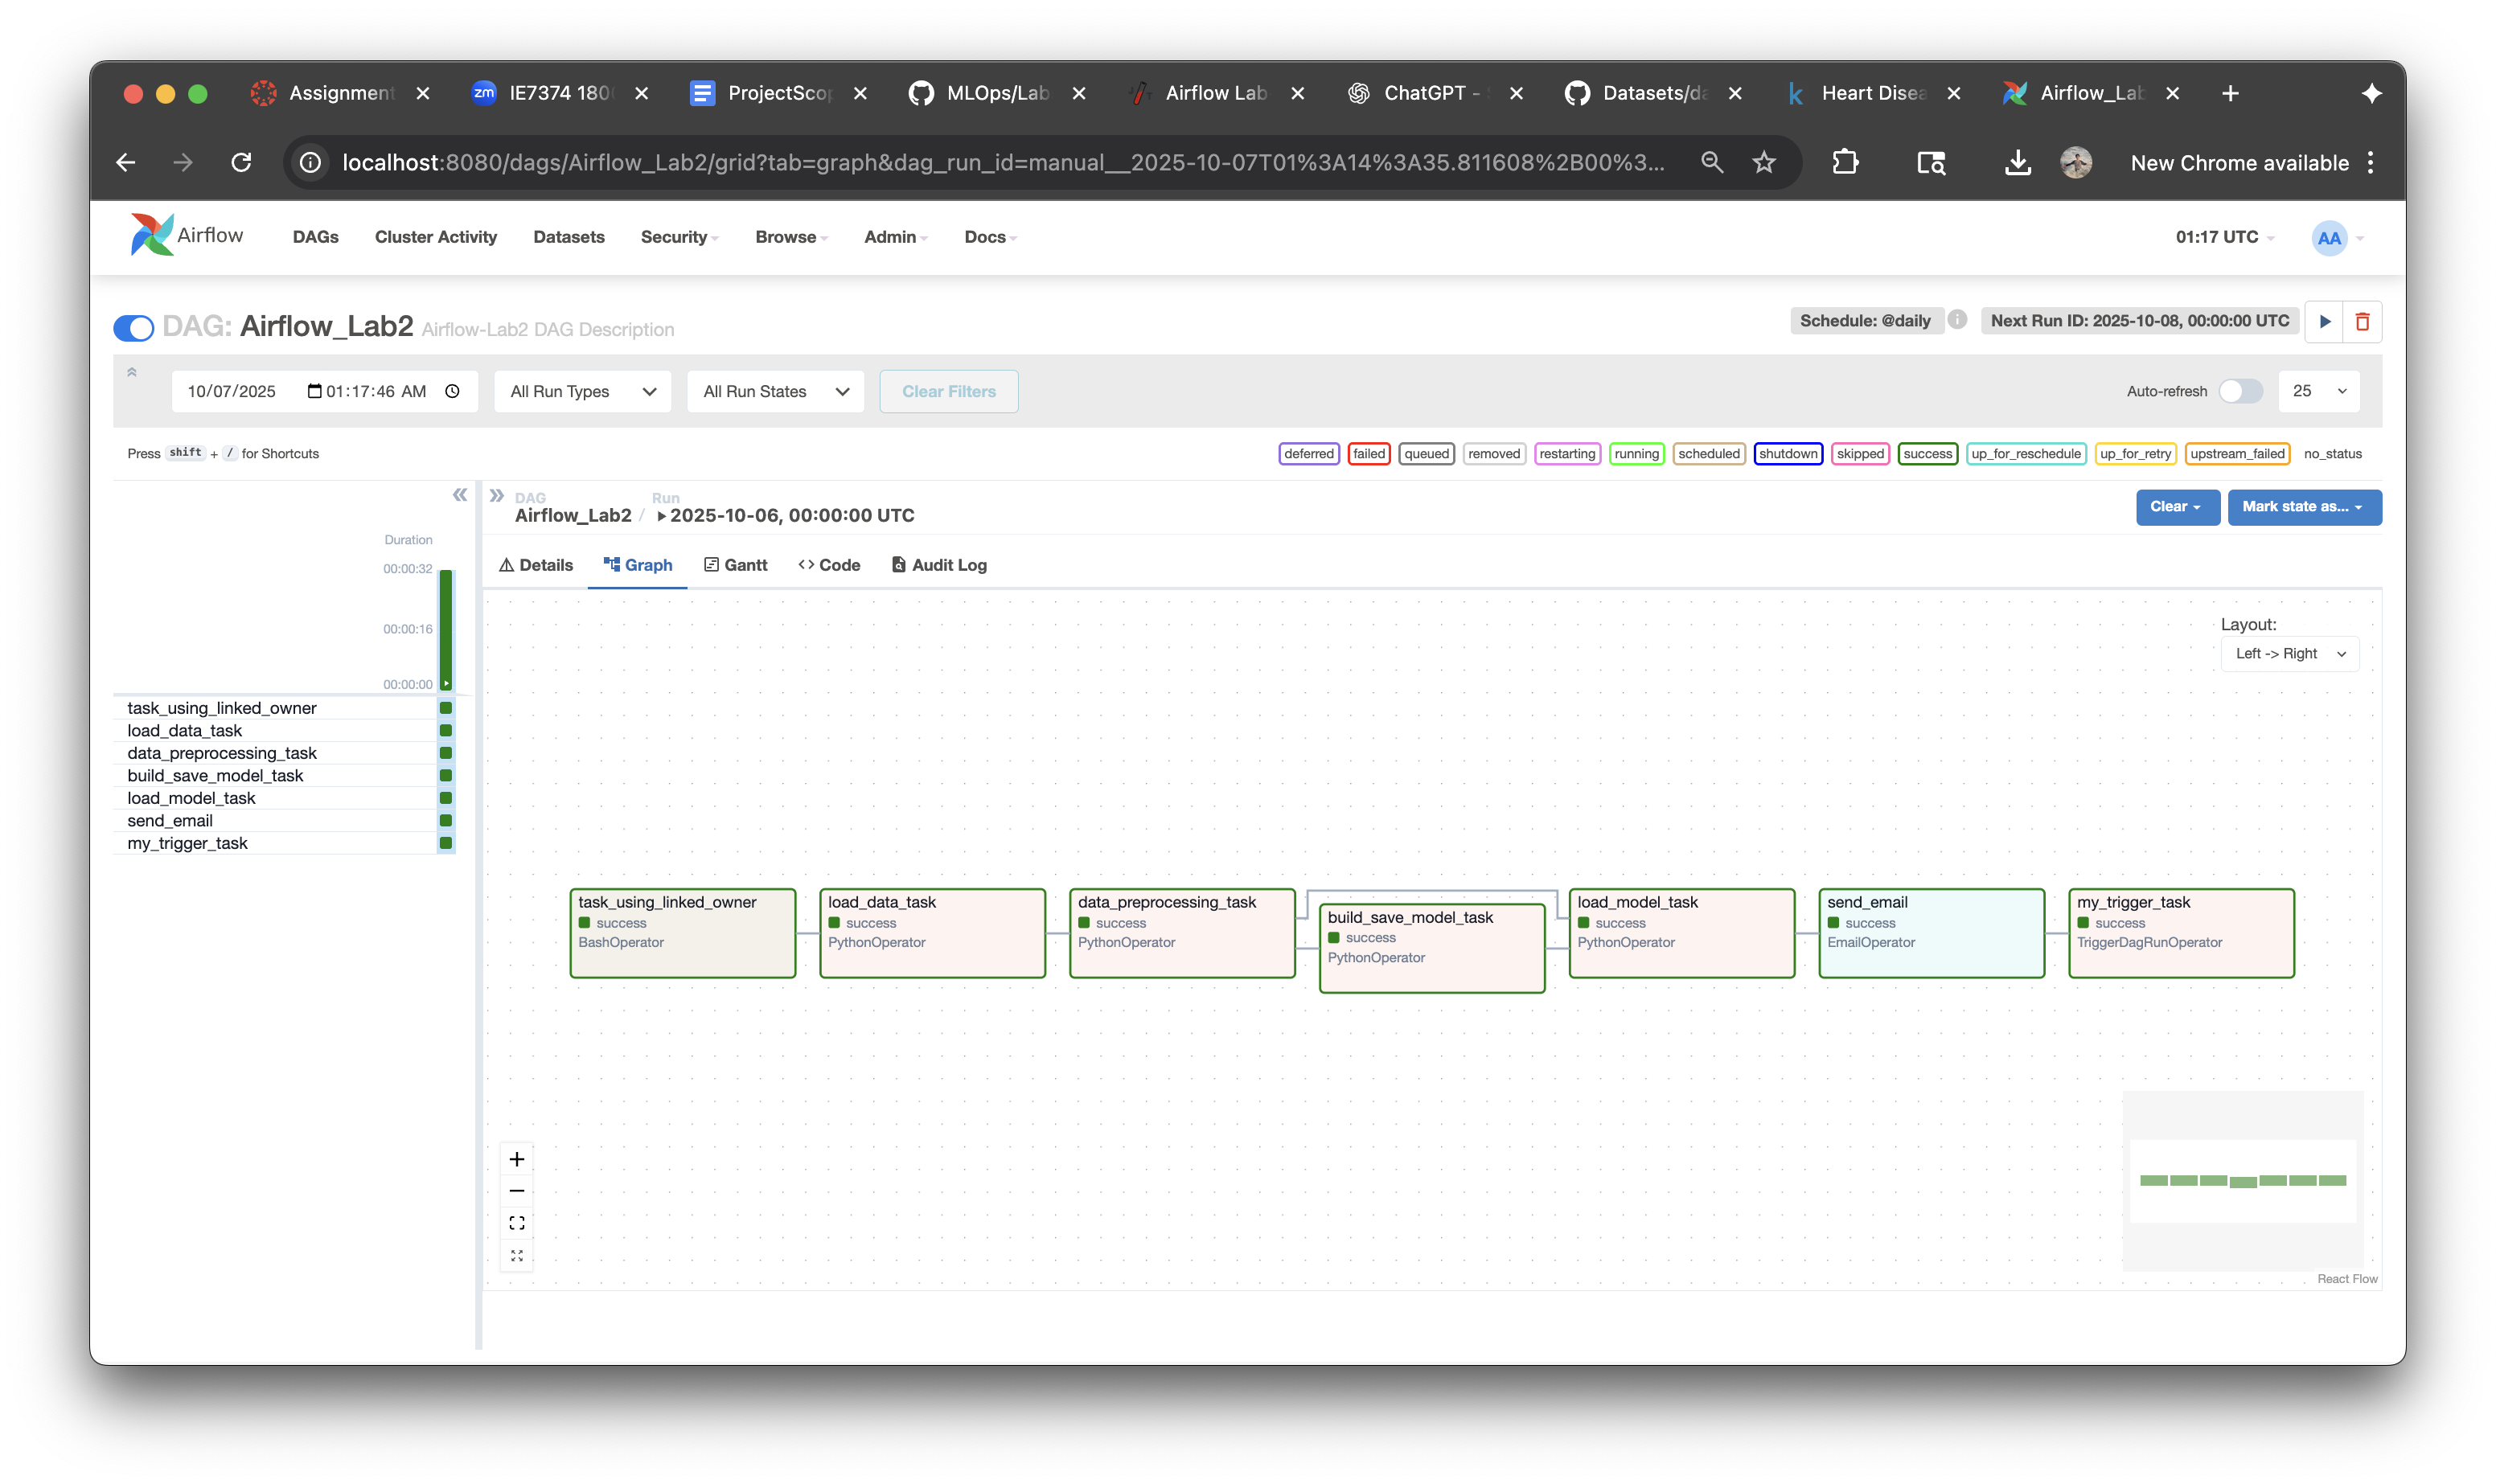 Assignment
zm IE7374 180
ProjectScop
MLOps/Lab
Airflow Lab
ChatGPT -
Datasets/da
k Heart Disea
Airflow_Lab
localhost:8080/dags/Airflow_Lab2/grid?tab=graph&dag_run_id=manual__2025-10-07T01%3A14%3A35.811608%2B00%3...
New Chrome available
Airflow
DAGs
Cluster Activity
Datasets
Security
Browse
Admin
Docs
01:17 UTC
AA
DAG: Airflow_Lab2 Airflow-Lab2 DAG Description
Schedule: @daily
Next Run ID: 2025-10-08, 00:00:00 UTC
10/07/2025 01:17:46 AM
All Run Types
All Run States
Clear Filters
Auto-refresh
25
Press shift + / for Shortcuts
deferred
failed
queued
removed
restarting
running
scheduled
shutdown
skipped
success
up_for_reschedule
up_for_retry
upstream_failed
no_status
DAG
Airflow_Lab2 /
Run
2025-10-06, 00:00:00 UTC
Clear
Mark state as...
Duration
00:00:32
00:00:16
00:00:00
task_using_linked_owner
load_data_task
data_preprocessing_task
build_save_model_task
load_model_task
send_email
my_trigger_task
Details
Graph
Gantt
Code
Audit Log
Layout:
Left -> Right
task_using_linked_owner
success
BashOperator
load_data_task
success
PythonOperator
data_preprocessing_task
success
PythonOperator
build_save_model_task
success
PythonOperator
load_model_task
success
PythonOperator
send_email
success
EmailOperator
my_trigger_task
success
TriggerDagRunOperator
React Flow